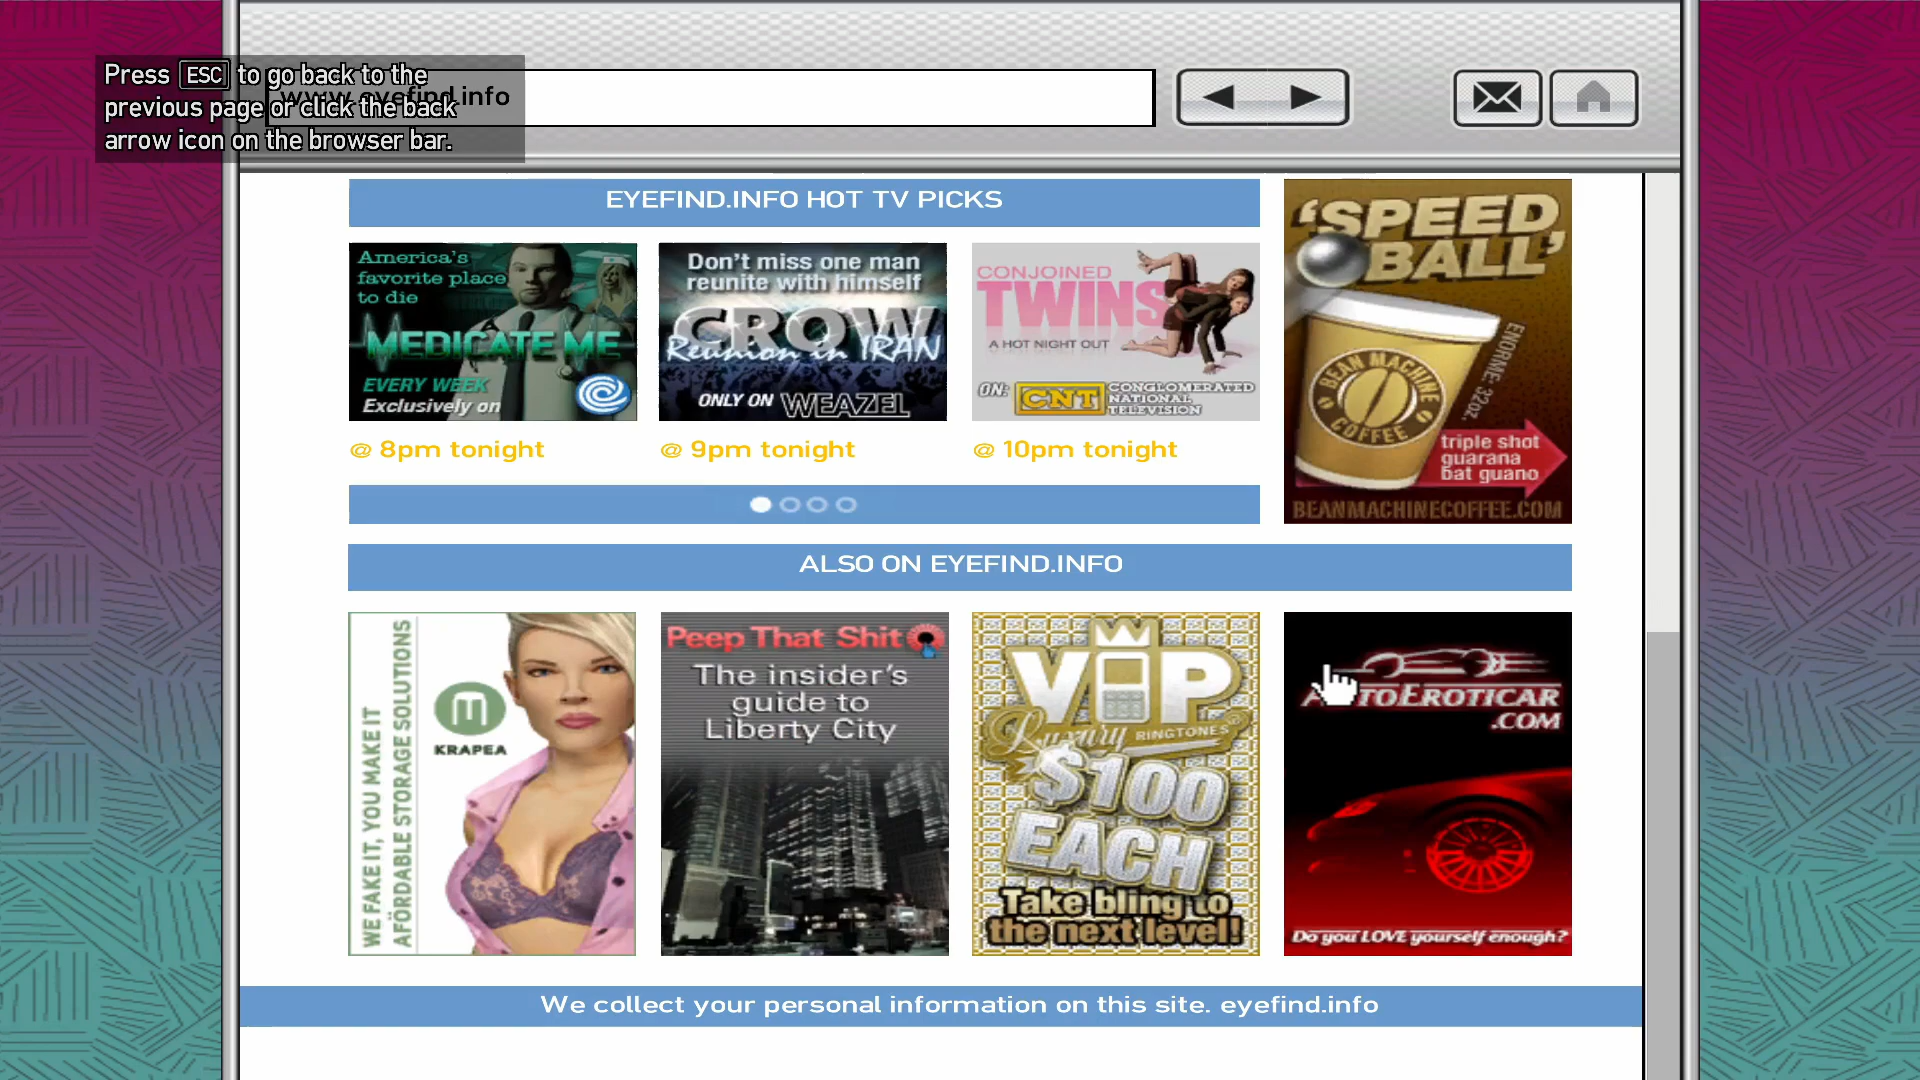 Press ESC to go back to the
previous page or click the back
arrow icon on the browser bar.
www.eyefind.info
EYEFIND.INFO HOT TV PICKS
America's
favorite place
to die
MEDICATE ME
EVERY WEEK
Exclusively on
@ 8pm tonight
Don't miss one man
reunite with himself
CROW
Reunion in IRAN
ONLY ON WEAZEL
@ 9pm tonight
CONJOINED
TWINS
A HOT NIGHT OUT
ON: CNT CONGLOMERATED
NATIONAL
TELEVISION
@ 10pm tonight
'SPEED
BALL'
ENORME: 32oz.
BEAN MACHINE
COFFEE
triple shot
guarana
bat guano
BEANMACHINECOFFEE.COM
ALSO ON EYEFIND.INFO
WE FAKE IT, YOU MAKE IT
AFFORDABLE STORAGE SOLUTIONS
KRAPEA
Peep That Shit
The insider's
guide to
Liberty City
VIP
Luxury RINGTONES
$100
EACH
Take bling to
the next level!
AUTOEROTICAR
.COM
Do you LOVE yourself enough?
We collect your personal information on this site. eyefind.info